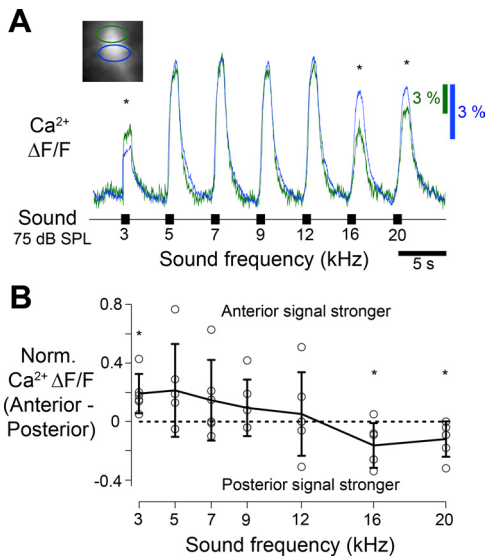 A
*
*
*
3 %
3 %
Ca2+
ΔF/F
Sound
75 dB SPL
3 5 7 9 12 16 20
Sound frequency (kHz)
5 s
B
0.8
0.4
0
-0.4
Norm.
Ca2+ ΔF/F
(Anterior -
Posterior)
Anterior signal stronger
*
*
*
Posterior signal stronger
3 5 7 9 12 16 20
Sound frequency (kHz)